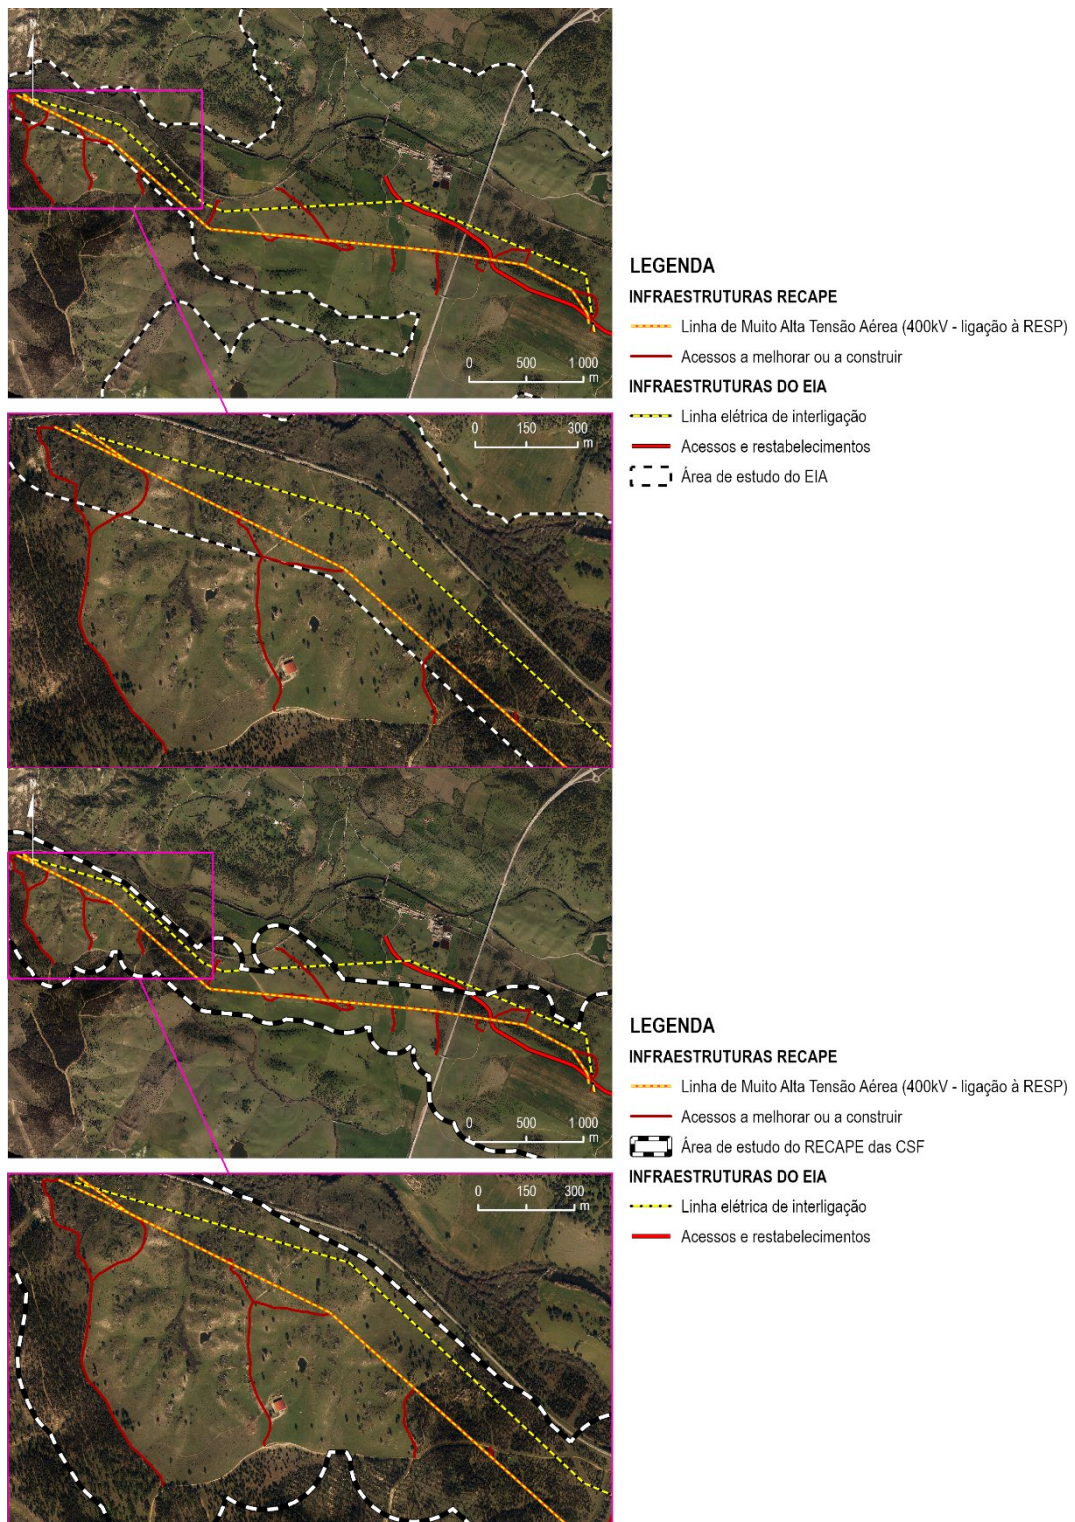 0 500 1 000
m
0 150 300
m
LEGENDA
INFRAESTRUTURAS RECAPE
Linha de Muito Alta Tensão Aérea (400kV - ligação à RESP)
Acessos a melhorar ou a construir
INFRAESTRUTURAS DO EIA
Linha elétrica de interligação
Acessos e restabelecimentos
Área de estudo do EIA
0 500 1 000
m
0 150 300
m
LEGENDA
INFRAESTRUTURAS RECAPE
Linha de Muito Alta Tensão Aérea (400kV - ligação à RESP)
Acessos a melhorar ou a construir
Área de estudo do RECAPE das CSF
INFRAESTRUTURAS DO EIA
Linha elétrica de interligação
Acessos e restabelecimentos